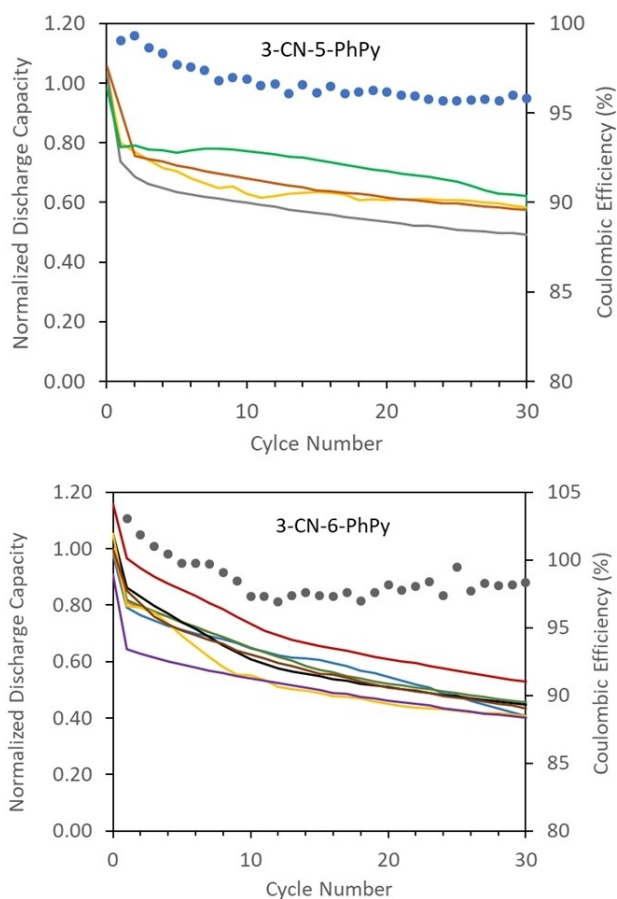 3-CN-5-PhPy
Normalized Discharge Capacity
1.20
1.00
0.80
0.60
0.40
0.20
0.00
100
95
90
85
80
Coulombic Efficiency (%)
0 10 20 30
Cylce Number
3-CN-6-PhPy
Normalized Discharge Capacity
1.20
1.00
0.80
0.60
0.40
0.20
0.00
105
100
95
90
85
80
Coulombic Efficiency (%)
0 10 20 30
Cycle Number